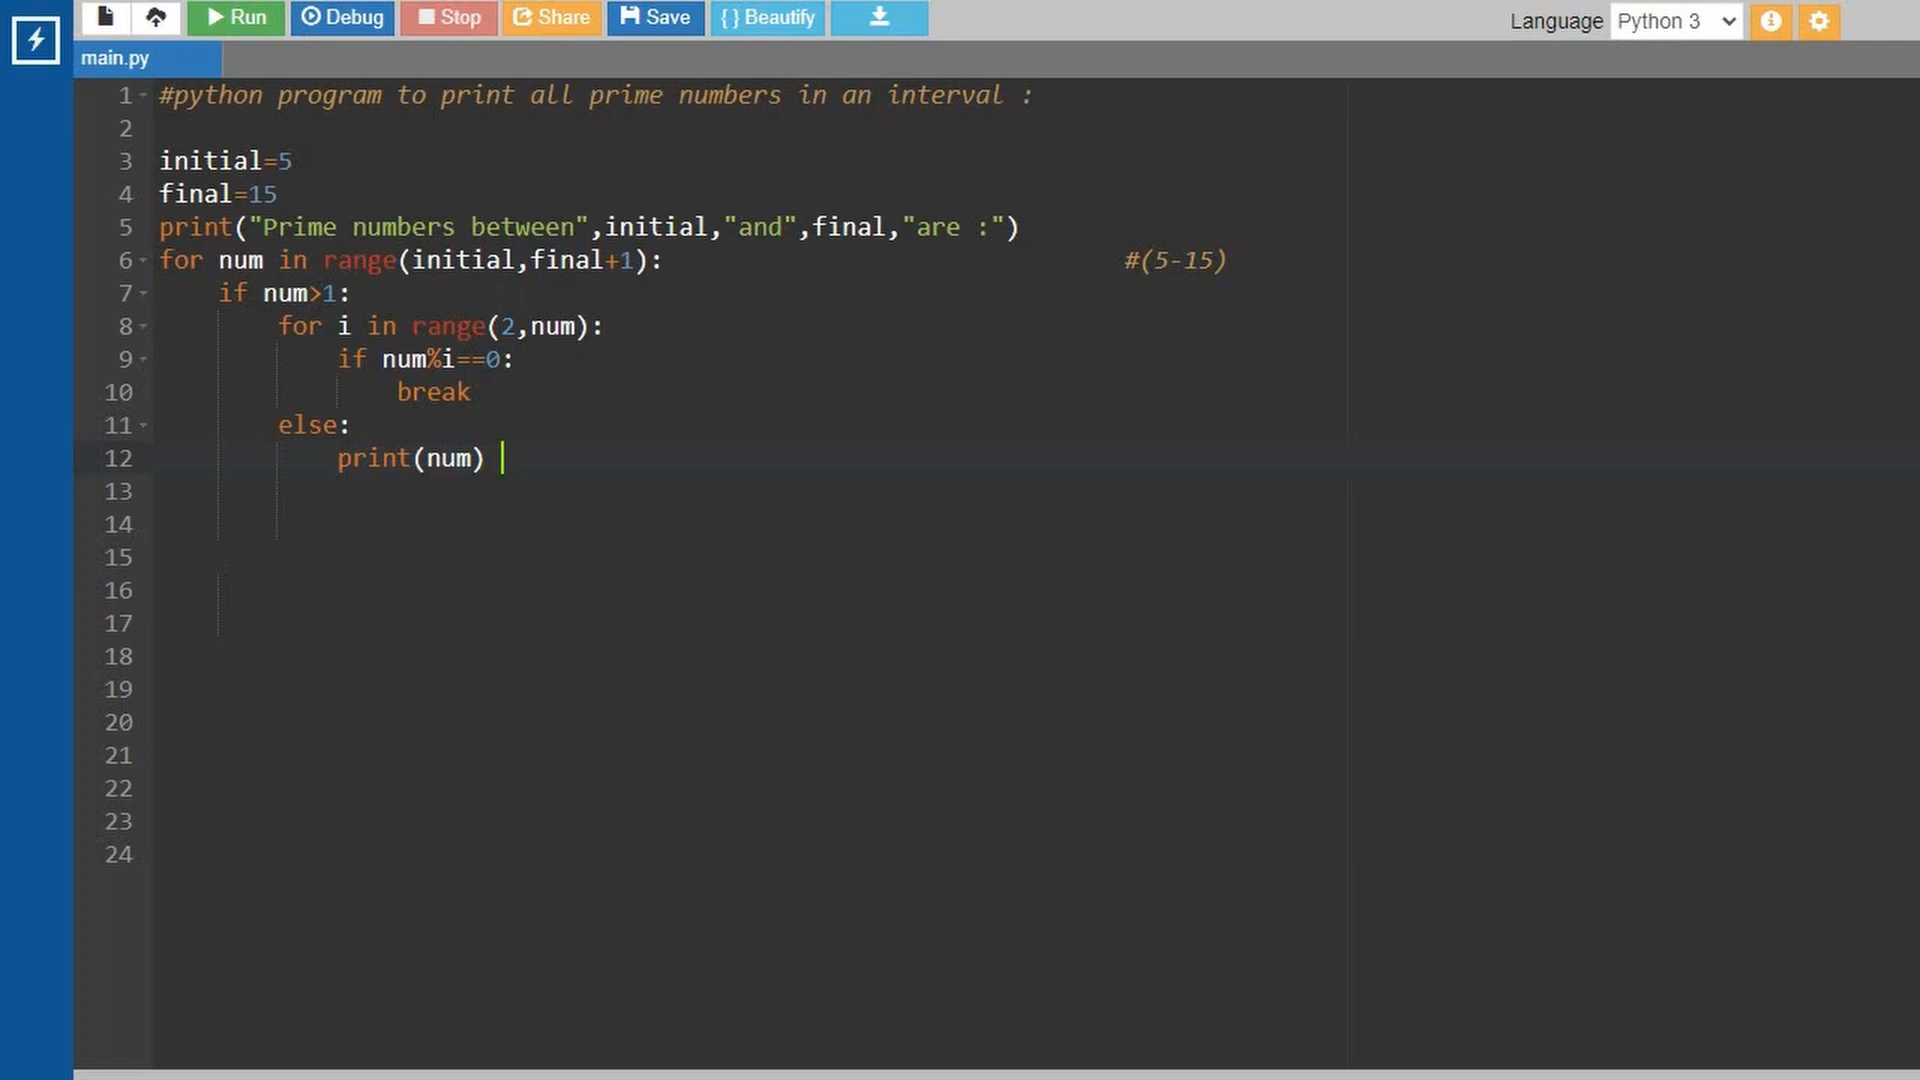 Run Debug Stop Share Save { } Beautify Language Python 3
main.py
1 #python program to print all prime numbers in an interval :
2
3 initial=5
4 final=15
5 print("Prime numbers between",initial,"and",final,"are :")
6 for num in range(initial,final+1): #(5-15)
7 if num>1:
8 for i in range(2,num):
9 if num%i==0:
10 break
11 else:
12 print(num)
13
14
15
16
17
18
19
20
21
22
23
24